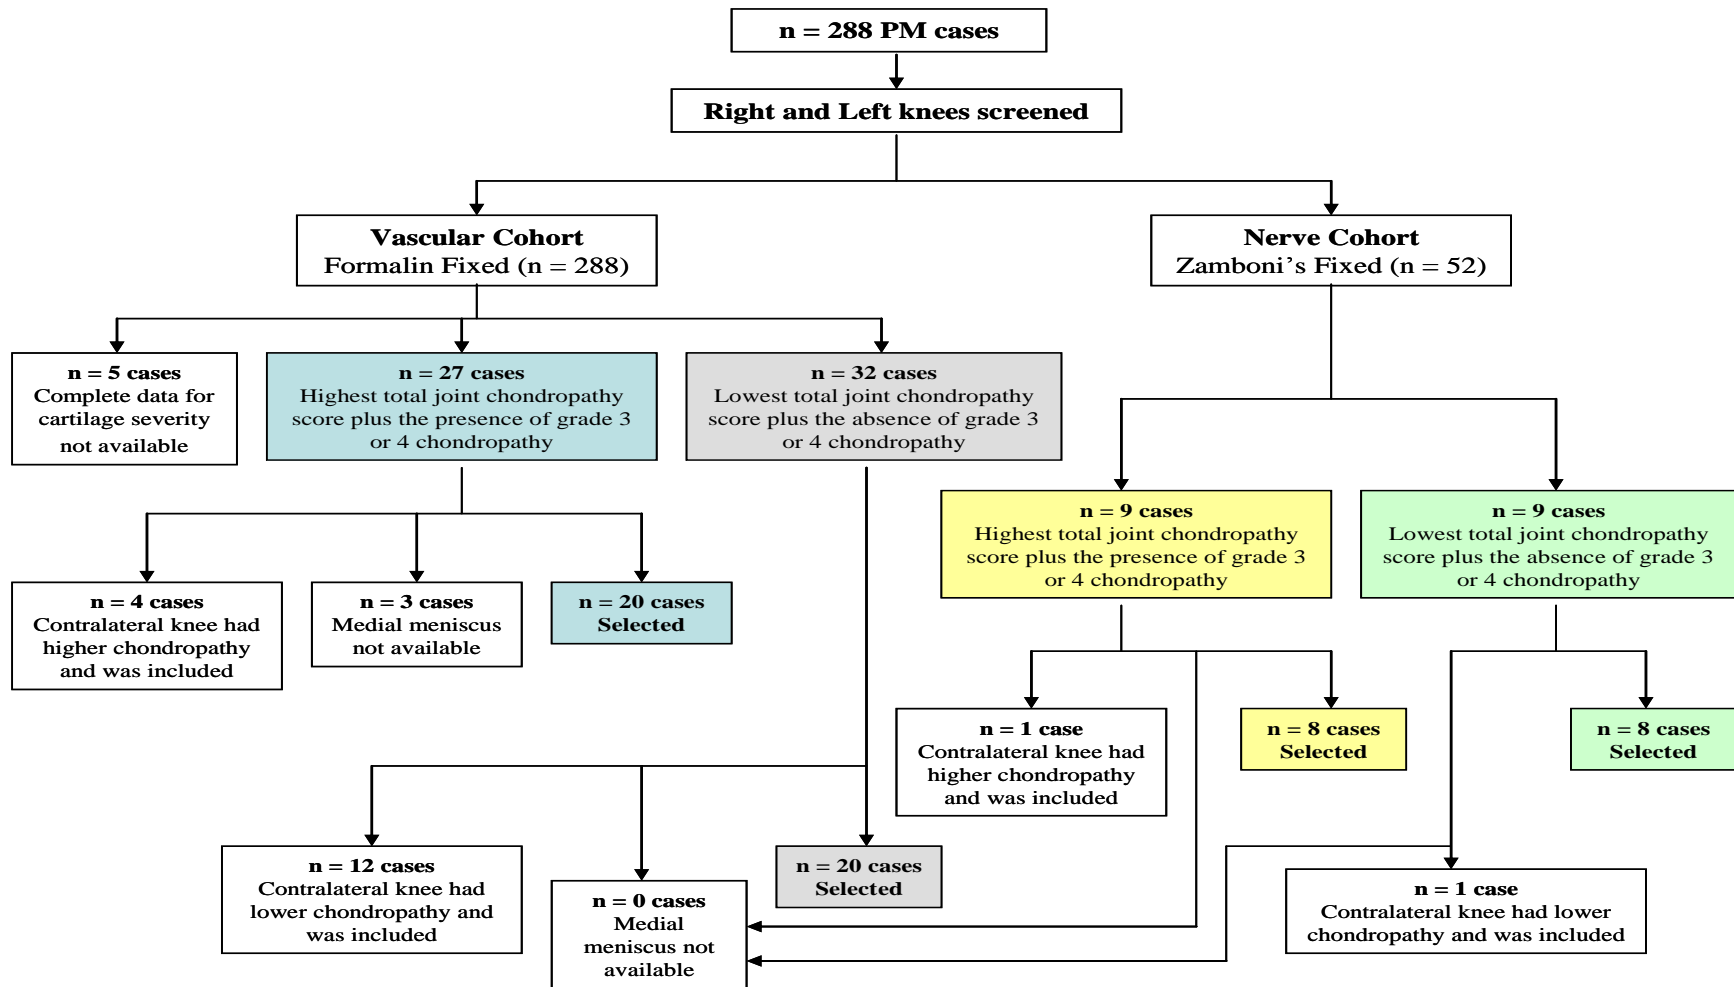 n = 288 PM cases
Right and Left knees screened
Vascular Cohort
Formalin Fixed (n = 288)
Nerve Cohort
Zamboni's Fixed (n = 52)
n = 5 cases
Complete data for
cartilage severity
not available
n = 27 cases
Highest total joint chondropathy
score plus the presence of grade 3
or 4 chondropathy
n = 32 cases
Lowest total joint chondropathy
score plus the absence of grade 3
or 4 chondropathy
n = 9 cases
Highest total joint chondropathy
score plus the presence of grade 3
or 4 chondropathy
n = 9 cases
Lowest total joint chondropathy
score plus the absence of grade 3
or 4 chondropathy
n = 4 cases
Contralateral knee had
higher chondropathy
and was included
n = 3 cases
Medial meniscus
not available
n = 20 cases
Selected
n = 1 case
Contralateral knee had
higher chondropathy
and was included
n = 8 cases
Selected
n = 8 cases
Selected
n = 12 cases
Contralateral knee had
lower chondropathy and
was included
n = 0 cases
Medial
meniscus not
available
n = 20 cases
Selected
n = 1 case
Contralateral knee had lower
chondropathy and was included